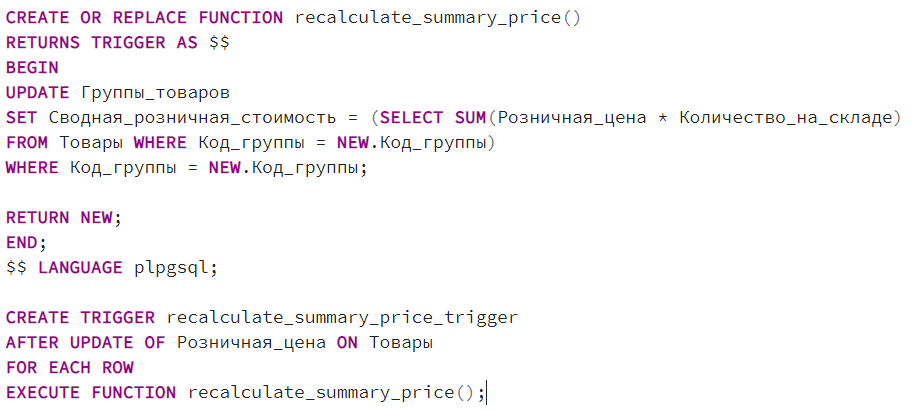 CREATE OR REPLACE FUNCTION recalculate_summary_price()
RETURNS TRIGGER AS $$
BEGIN
UPDATE Группы_товаров
SET Сводная_розничная_стоимость = (SELECT SUM(Розничная_цена * Количество_на_складе)
FROM Товары WHERE Код_группы = NEW.Код_группы)
WHERE Код_группы = NEW.Код_группы;
RETURN NEW;
END;
$$ LANGUAGE plpgsql;
CREATE TRIGGER recalculate_summary_price_trigger
AFTER UPDATE OF Розничная_цена ON Товары
FOR EACH ROW
EXECUTE FUNCTION recalculate_summary_price();